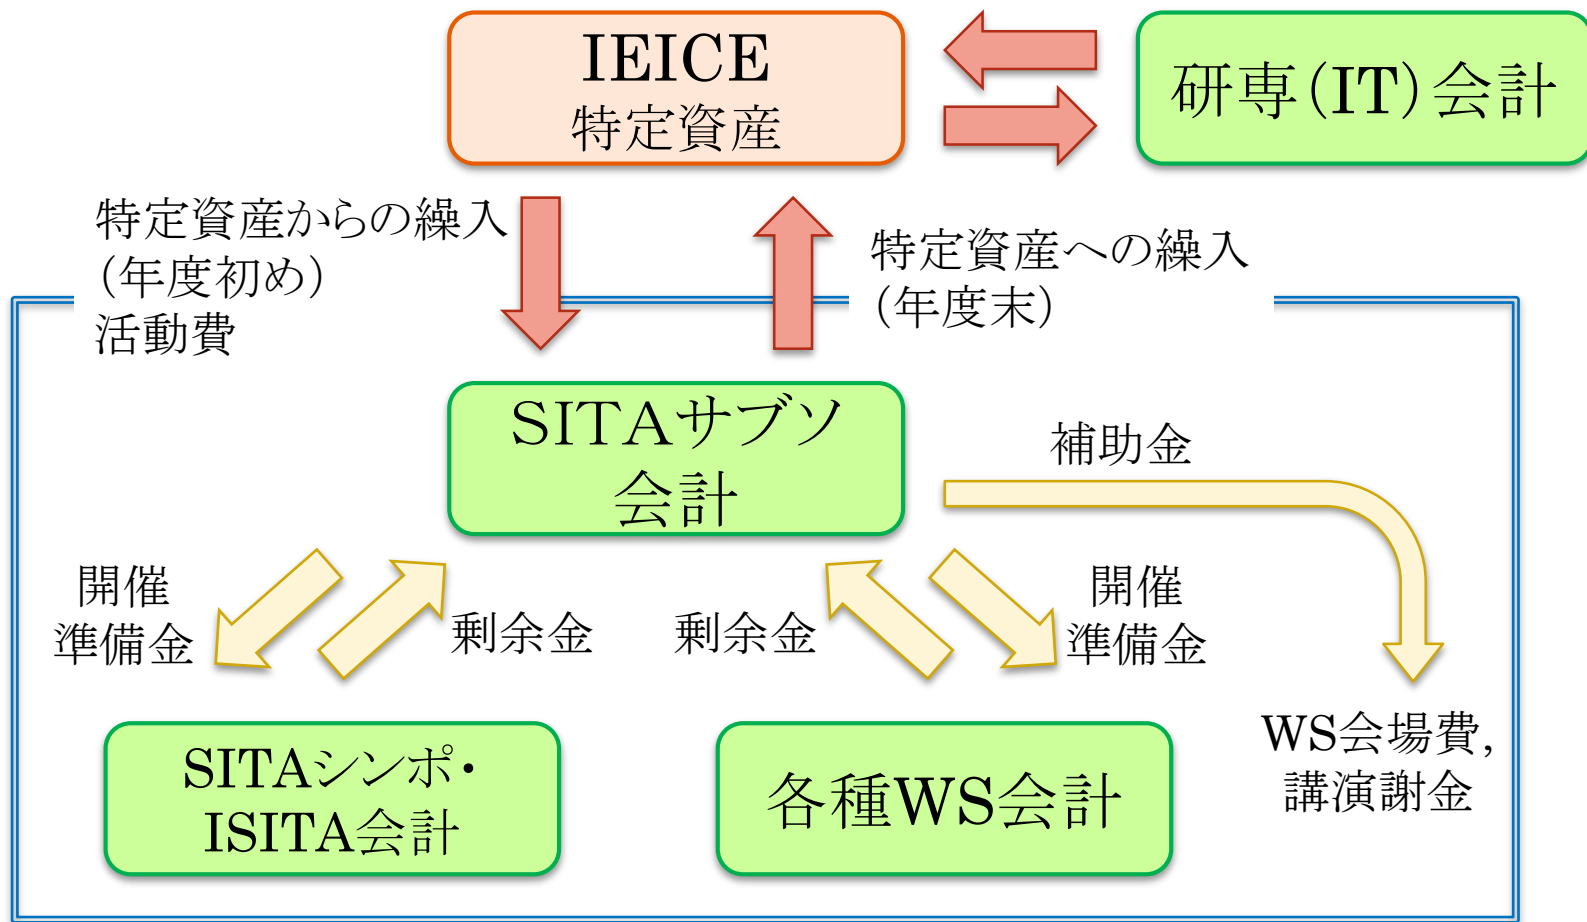 IEICE
特定資産
研専(IT)会計
特定資産からの繰入
(年度初め)
活動費
特定資産への繰入
(年度末)
SITAサブソ
会計
補助金
開催
準備金
剰余金
剰余金
開催
準備金
SITAシンポ・
ISITA会計
各種WS会計
WS会場費,
講演謝金